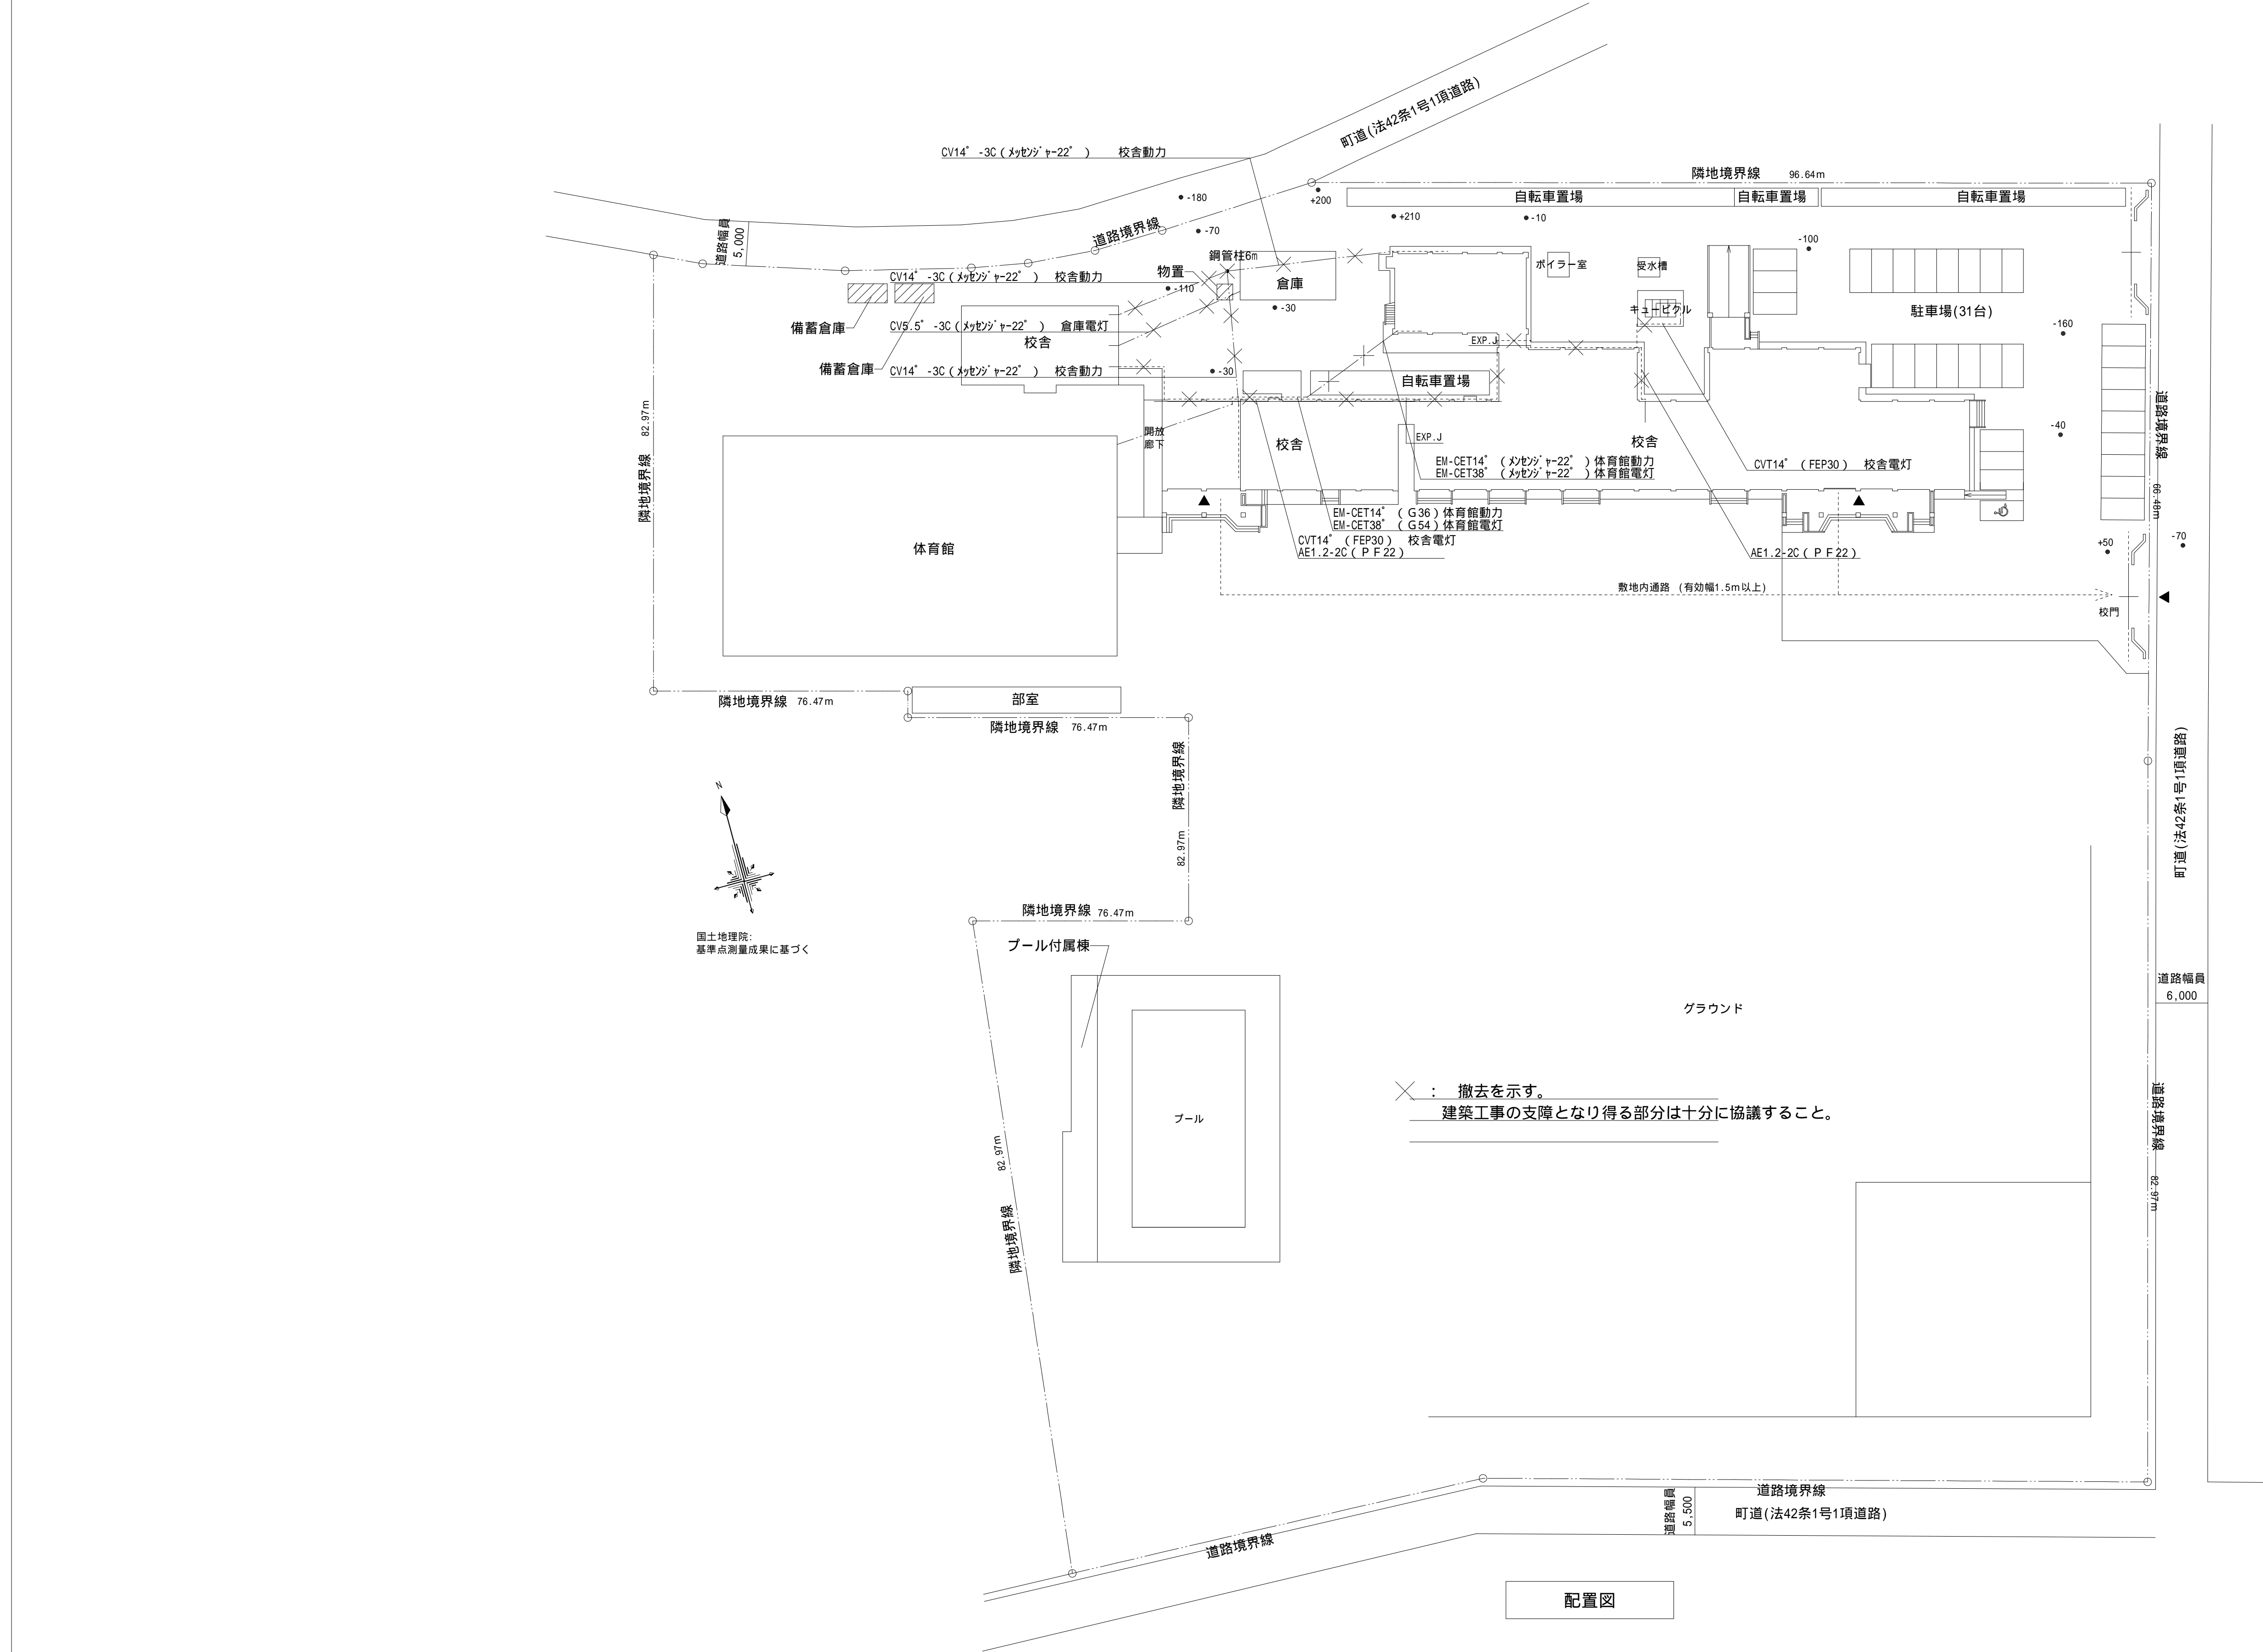 町道(法42条1号1項道路)
CV14゜-3C(ﾒｯｾﾝｼﾞｬｰ22゜) 校舎動力
隣地境界線 96.64m
自転車置場
自転車置場
自転車置場
+200
-180
+210
-10
道路幅員
5,000
道路境界線
-70
-100
鋼管柱6m
物置
CV14゜-3C(ﾒｯｾﾝｼﾞｬｰ22゜) 校舎動力
倉庫
ボイラー室
受水槽
-110
-30
キュービクル
駐車場(31台)
備蓄倉庫
CV5.5゜-3C(ﾒｯｾﾝｼﾞｬｰ22゜) 倉庫電灯
-160
校舎
EXP.J
備蓄倉庫
CV14゜-3C(ﾒｯｾﾝｼﾞｬｰ22゜) 校舎動力
-30
自転車置場
隣地境界線 82.97m
道路境界線 66.48m
開放
廊下
校舎
EXP.J
校舎
-40
EM-CET14゜(メンセンジャー22゜)体育館動力
EM-CET38゜(メッセンジャー22゜)体育館電灯
CVT14゜(FEP30) 校舎電灯
EM-CET14゜(G36)体育館動力
EM-CET38゜(G54)体育館電灯
CVT14゜(FEP30) 校舎電灯
AE1.2-2C(PF22)
AE1.2-2C(PF22)
体育館
+50
-70
敷地内通路 (有効幅1.5m以上)
校門
隣地境界線 76.47m
部室
隣地境界線 76.47m
隣地境界線 82.97m
町道(法42条1号1項道路)
N
隣地境界線 76.47m
国土地理院:
基準点測量成果に基づく
プール付属棟
道路幅員
6,000
グラウンド
: 撤去を示す。
建築工事の支障となり得る部分は十分に協議すること。
プール
隣地境界線 82.97m
道路境界線 82.97m
道路境界線
道路幅員
5,500
町道(法42条1号1項道路)
道路境界線
配置図